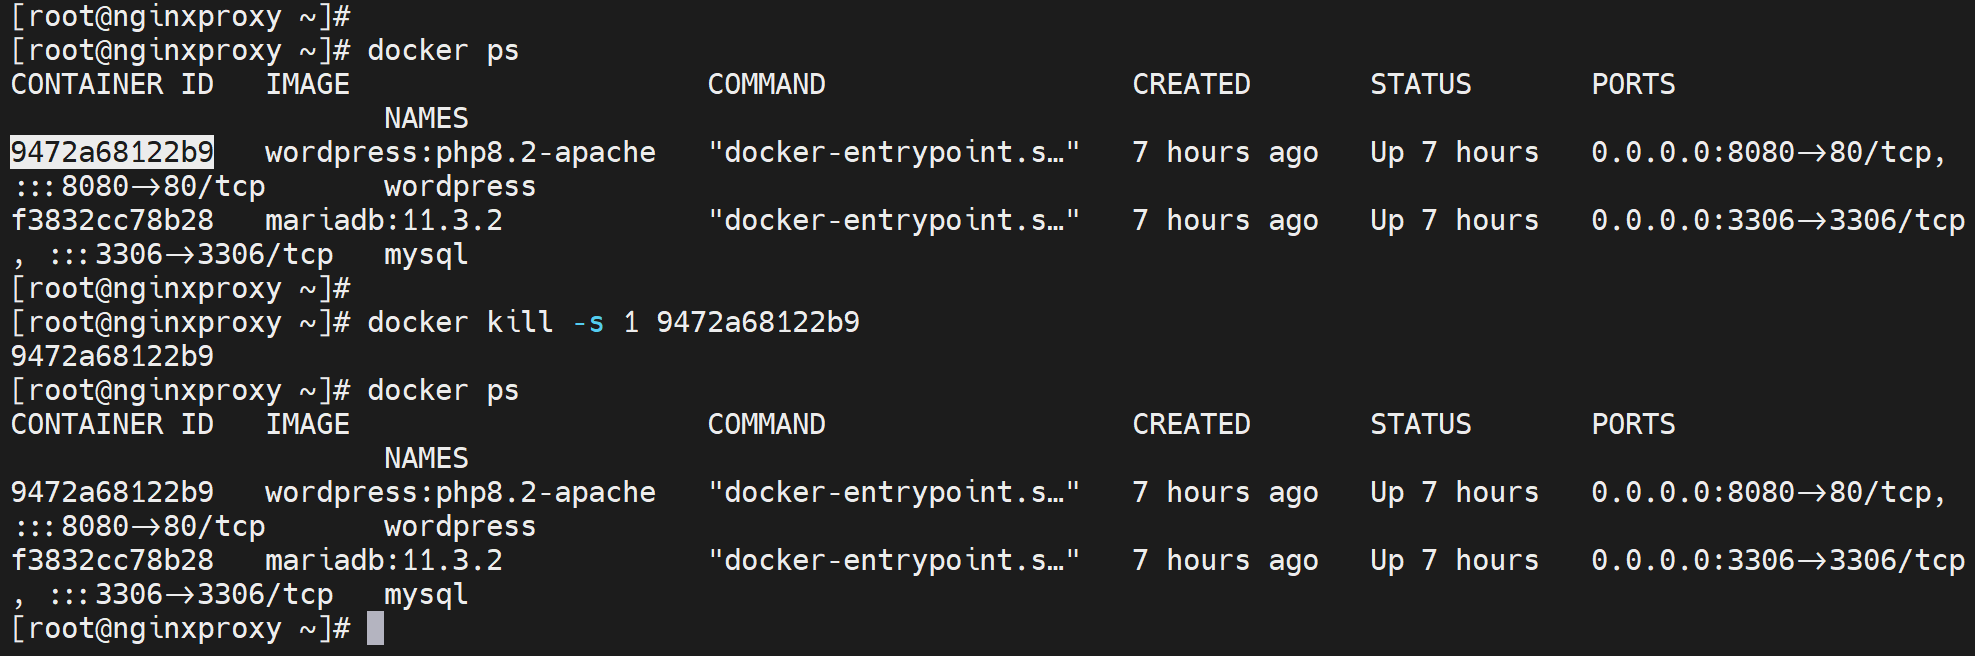 [root@nginxproxy ~]#
[root@nginxproxy ~]# docker ps
CONTAINER ID   IMAGE                     COMMAND                  CREATED       STATUS       PORTS
                      NAMES
9472a68122b9   wordpress:php8.2-apache   "docker-entrypoint.s…"   7 hours ago   Up 7 hours   0.0.0.0:8080->80/tcp,
:::8080->80/tcp       wordpress
f3832cc78b28   mariadb:11.3.2            "docker-entrypoint.s…"   7 hours ago   Up 7 hours   0.0.0.0:3306->3306/tcp
, :::3306->3306/tcp   mysql
[root@nginxproxy ~]#
[root@nginxproxy ~]# docker kill -s 1 9472a68122b9
9472a68122b9
[root@nginxproxy ~]# docker ps
CONTAINER ID   IMAGE                     COMMAND                  CREATED       STATUS       PORTS
                      NAMES
9472a68122b9   wordpress:php8.2-apache   "docker-entrypoint.s…"   7 hours ago   Up 7 hours   0.0.0.0:8080->80/tcp,
:::8080->80/tcp       wordpress
f3832cc78b28   mariadb:11.3.2            "docker-entrypoint.s…"   7 hours ago   Up 7 hours   0.0.0.0:3306->3306/tcp
, :::3306->3306/tcp   mysql
[root@nginxproxy ~]#